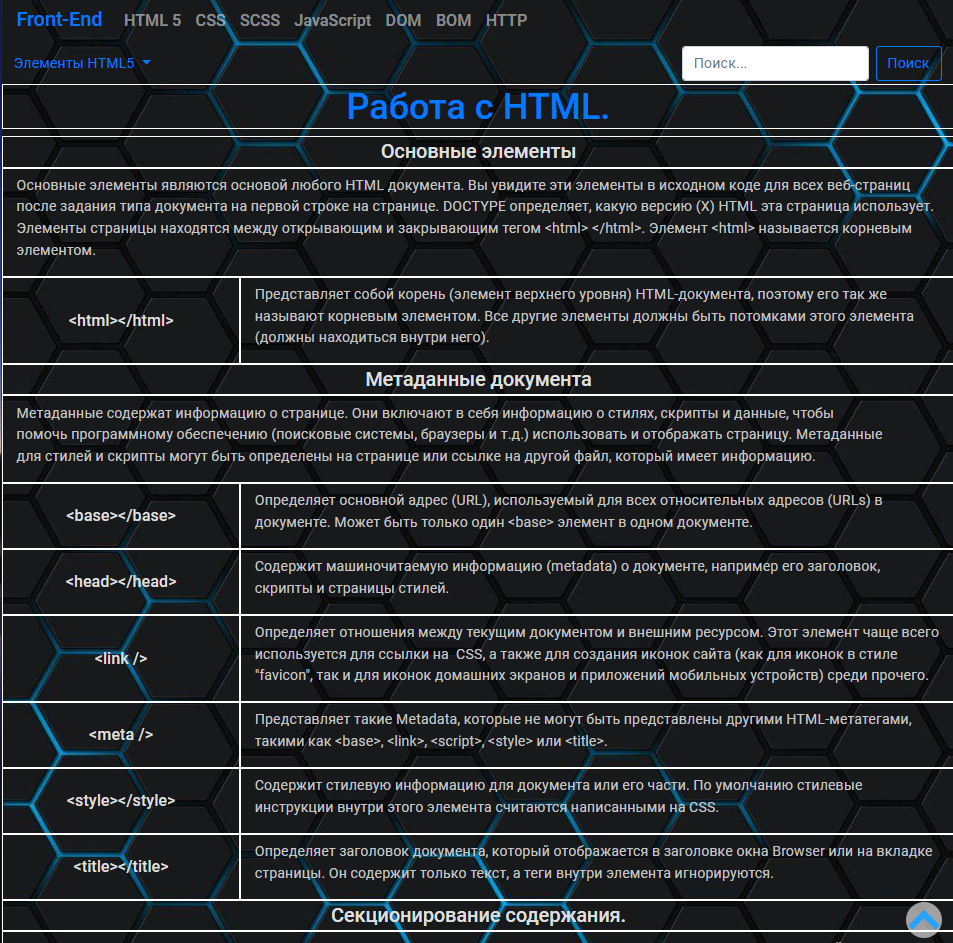 Front-End HTML 5 CSS SCSS JavaScript DOM BOM HTTP
Элементы HTML5 Поиск... Поиск
Работа с HTML.
Основные элементы
Основные элементы являются основой любого HTML документа. Вы увидите эти элементы в исходном коде для всех веб-страниц
после задания типа документа на первой строке на странице. DOCTYPE определяет, какую версию (X) HTML эта страница использует.
Элементы страницы находятся между открывающим и закрывающим тегом <html> </html>. Элемент <html> называется корневым
элементом.
<html></html>
Представляет собой корень (элемент верхнего уровня) HTML-документа, поэтому его так же
называют корневым элементом. Все другие элементы должны быть потомками этого элемента
(должны находиться внутри него).
Метаданные документа
Метаданные содержат информацию о странице. Они включают в себя информацию о стилях, скрипты и данные, чтобы
помочь программному обеспечению (поисковые системы, браузеры и т.д.) использовать и отображать страницу. Метаданные
для стилей и скрипты могут быть определены на странице или ссылке на другой файл, который имеет информацию.
<base></base>
Определяет основной адрес (URL), используемый для всех относительных адресов (URLs) в
документе. Может быть только один <base> элемент в одном документе.
<head></head>
Содержит машиночитаемую информацию (metadata) о документе, например его заголовок,
скрипты и страницы стилей.
<link />
Определяет отношения между текущим документом и внешним ресурсом. Этот элемент чаще всего
используется для ссылки на  CSS, а также для создания иконок сайта (как для иконок в стиле
"favicon", так и для иконок домашних экранов и приложений мобильных устройств) среди прочего.
<meta />
Представляет такие Metadata, которые не могут быть представлены другими HTML-метатегами,
такими как <base>, <link>, <script>, <style> или <title>.
<style></style>
Содержит стилевую информацию для документа или его части. По умолчанию стилевые
инструкции внутри этого элемента считаются написанными на CSS.
<title></title>
Определяет заголовок документа, который отображается в заголовке окна Browser или на вкладке
страницы. Он содержит только текст, а теги внутри элемента игнорируются.
Секционирование содержания.